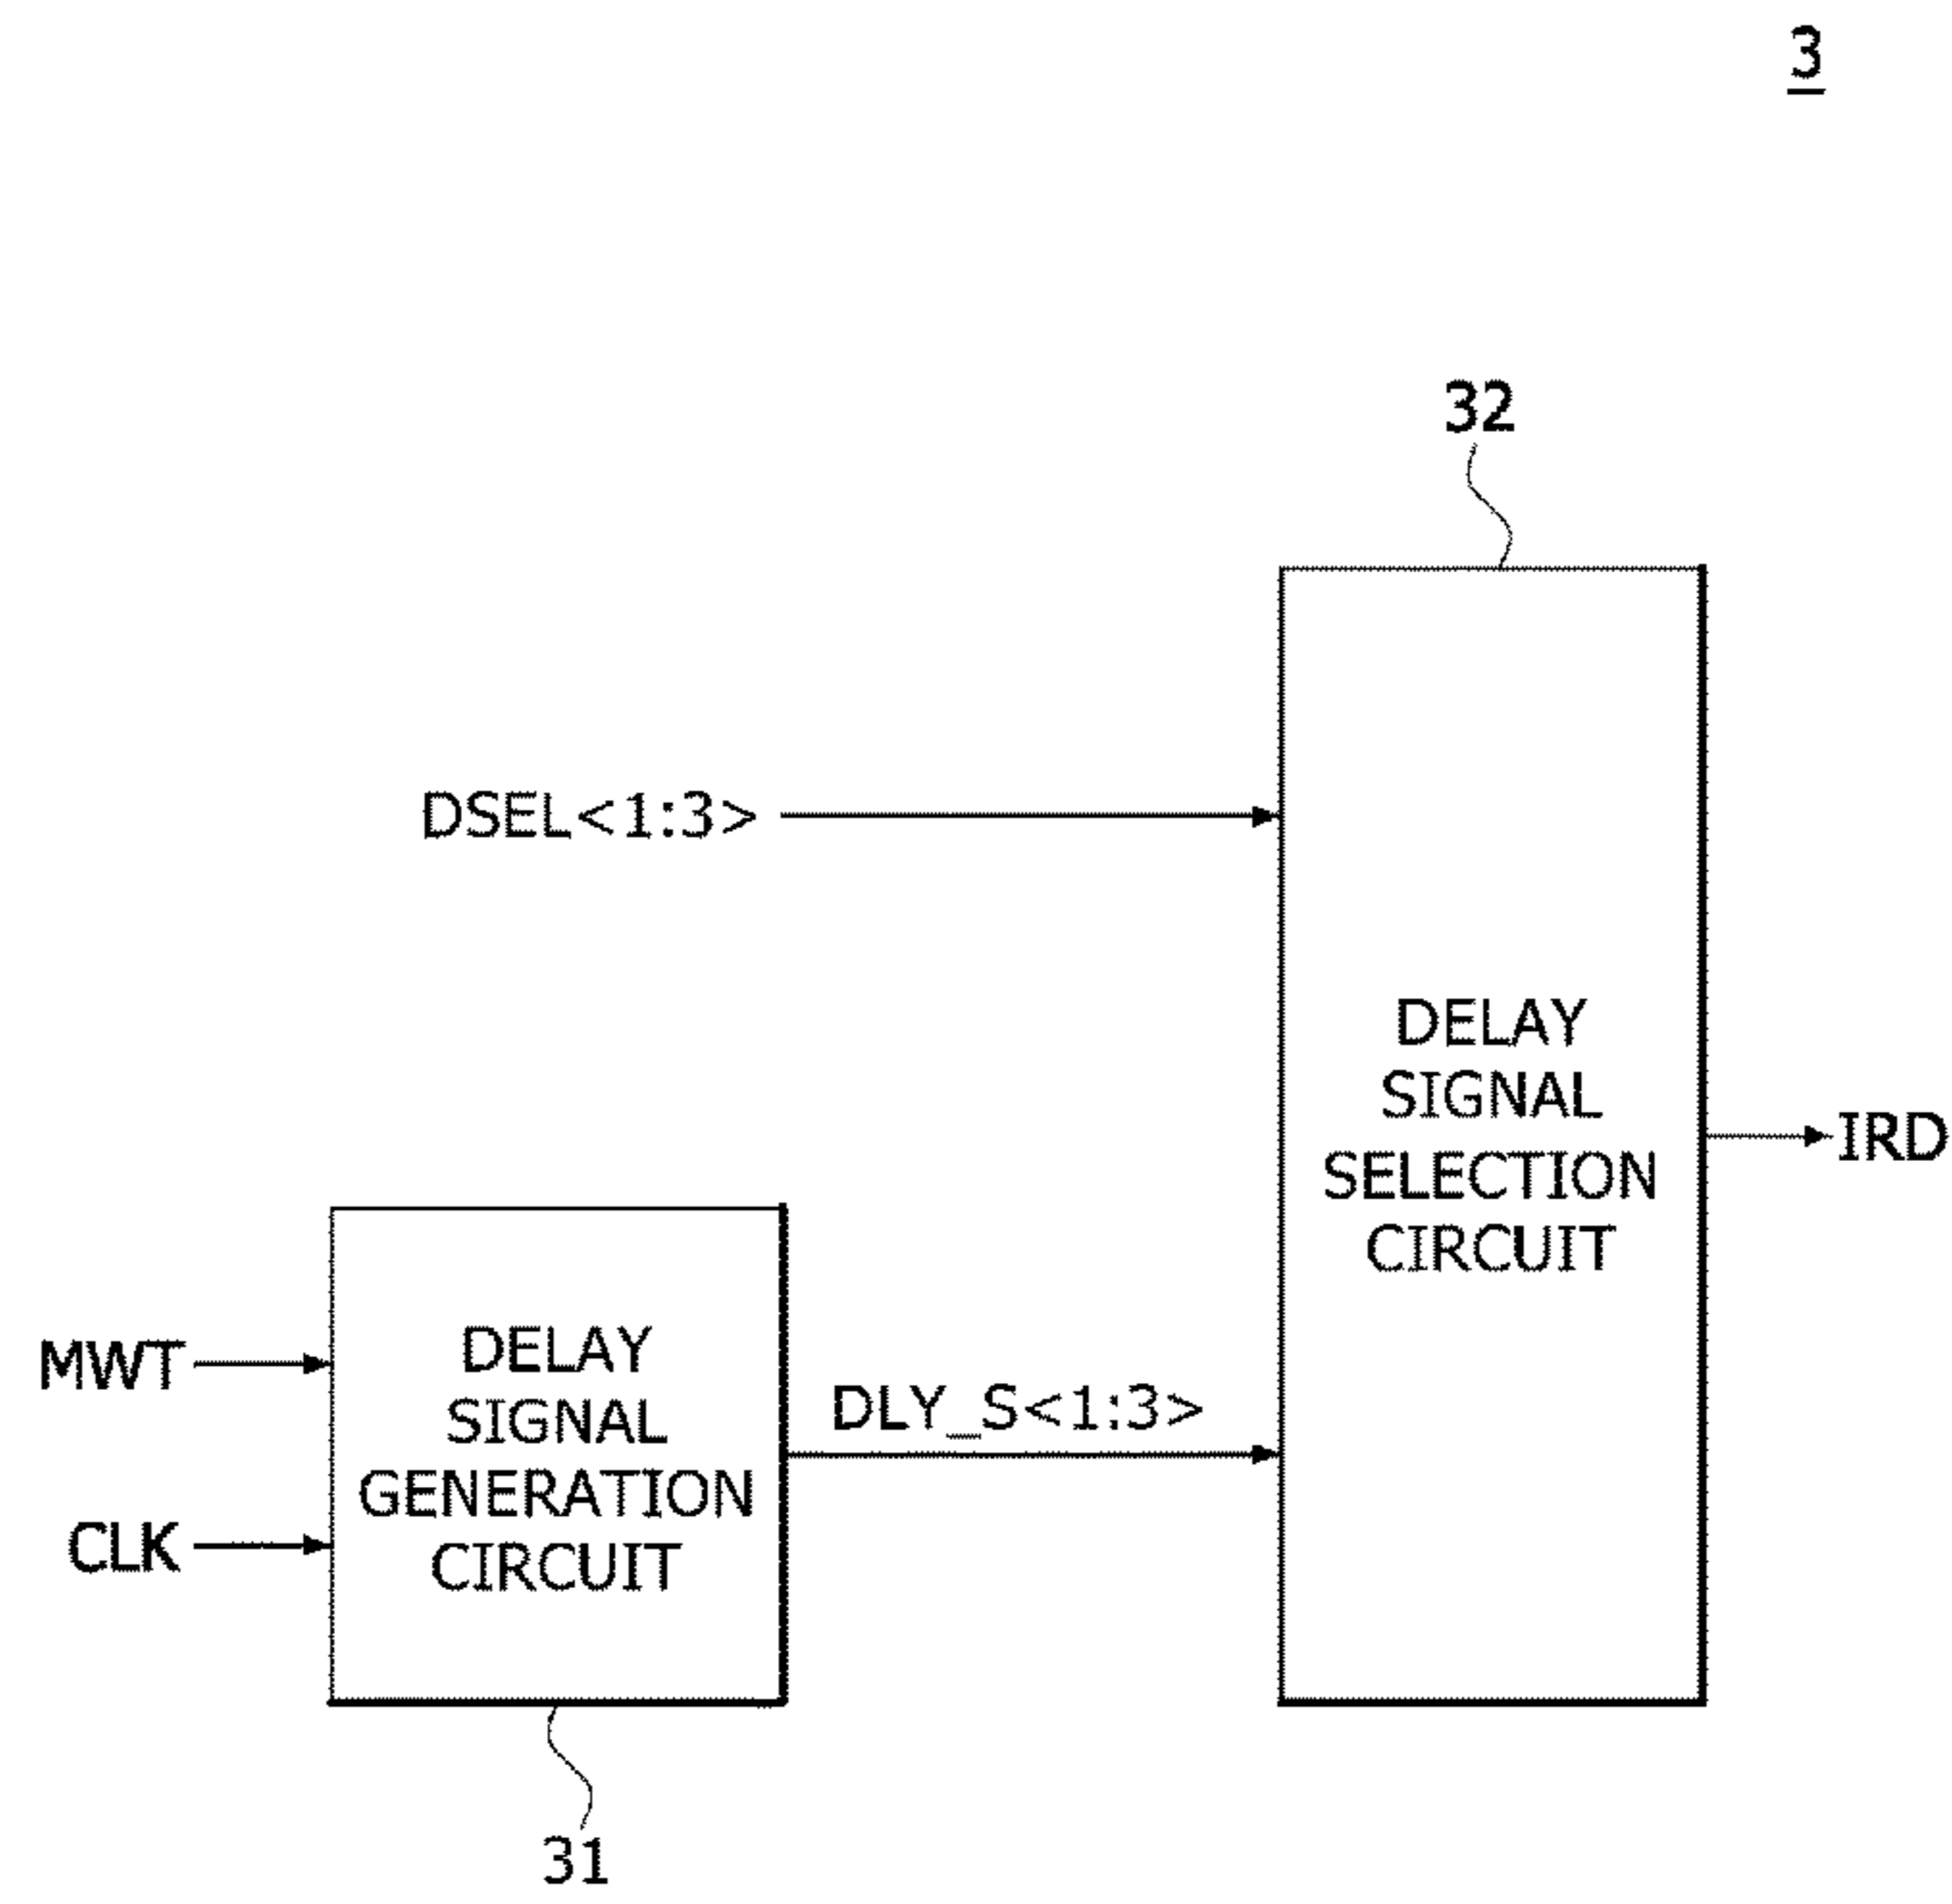 3
32
DSEL<1:3>
DELAY
SIGNAL
SELECTION
CIRCUIT
IRD
MWT
CLK
DELAY
SIGNAL
GENERATION
CIRCUIT
DLY_S<1:3>
31